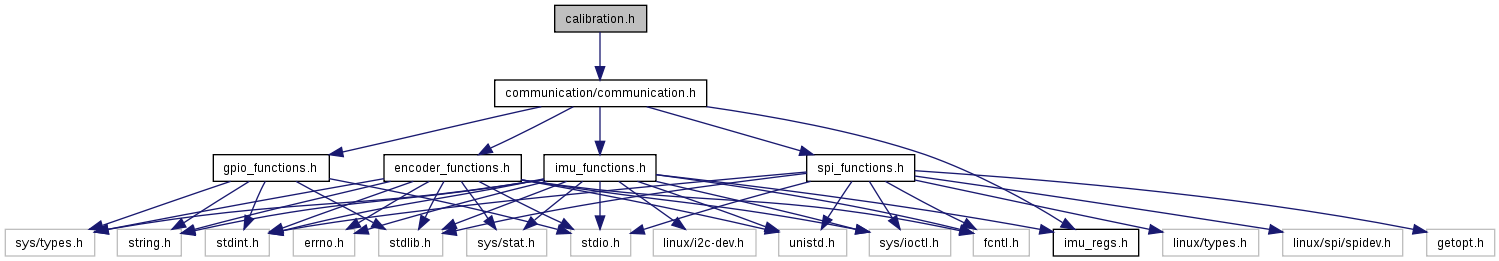 calibration.h
communication/communication.h
gpio_functions.h
encoder_functions.h
imu_functions.h
spi_functions.h
sys/types.h
string.h
stdint.h
errno.h
stdlib.h
sys/stat.h
stdio.h
linux/i2c-dev.h
unistd.h
sys/ioctl.h
fcntl.h
imu_regs.h
linux/types.h
linux/spi/spidev.h
getopt.h